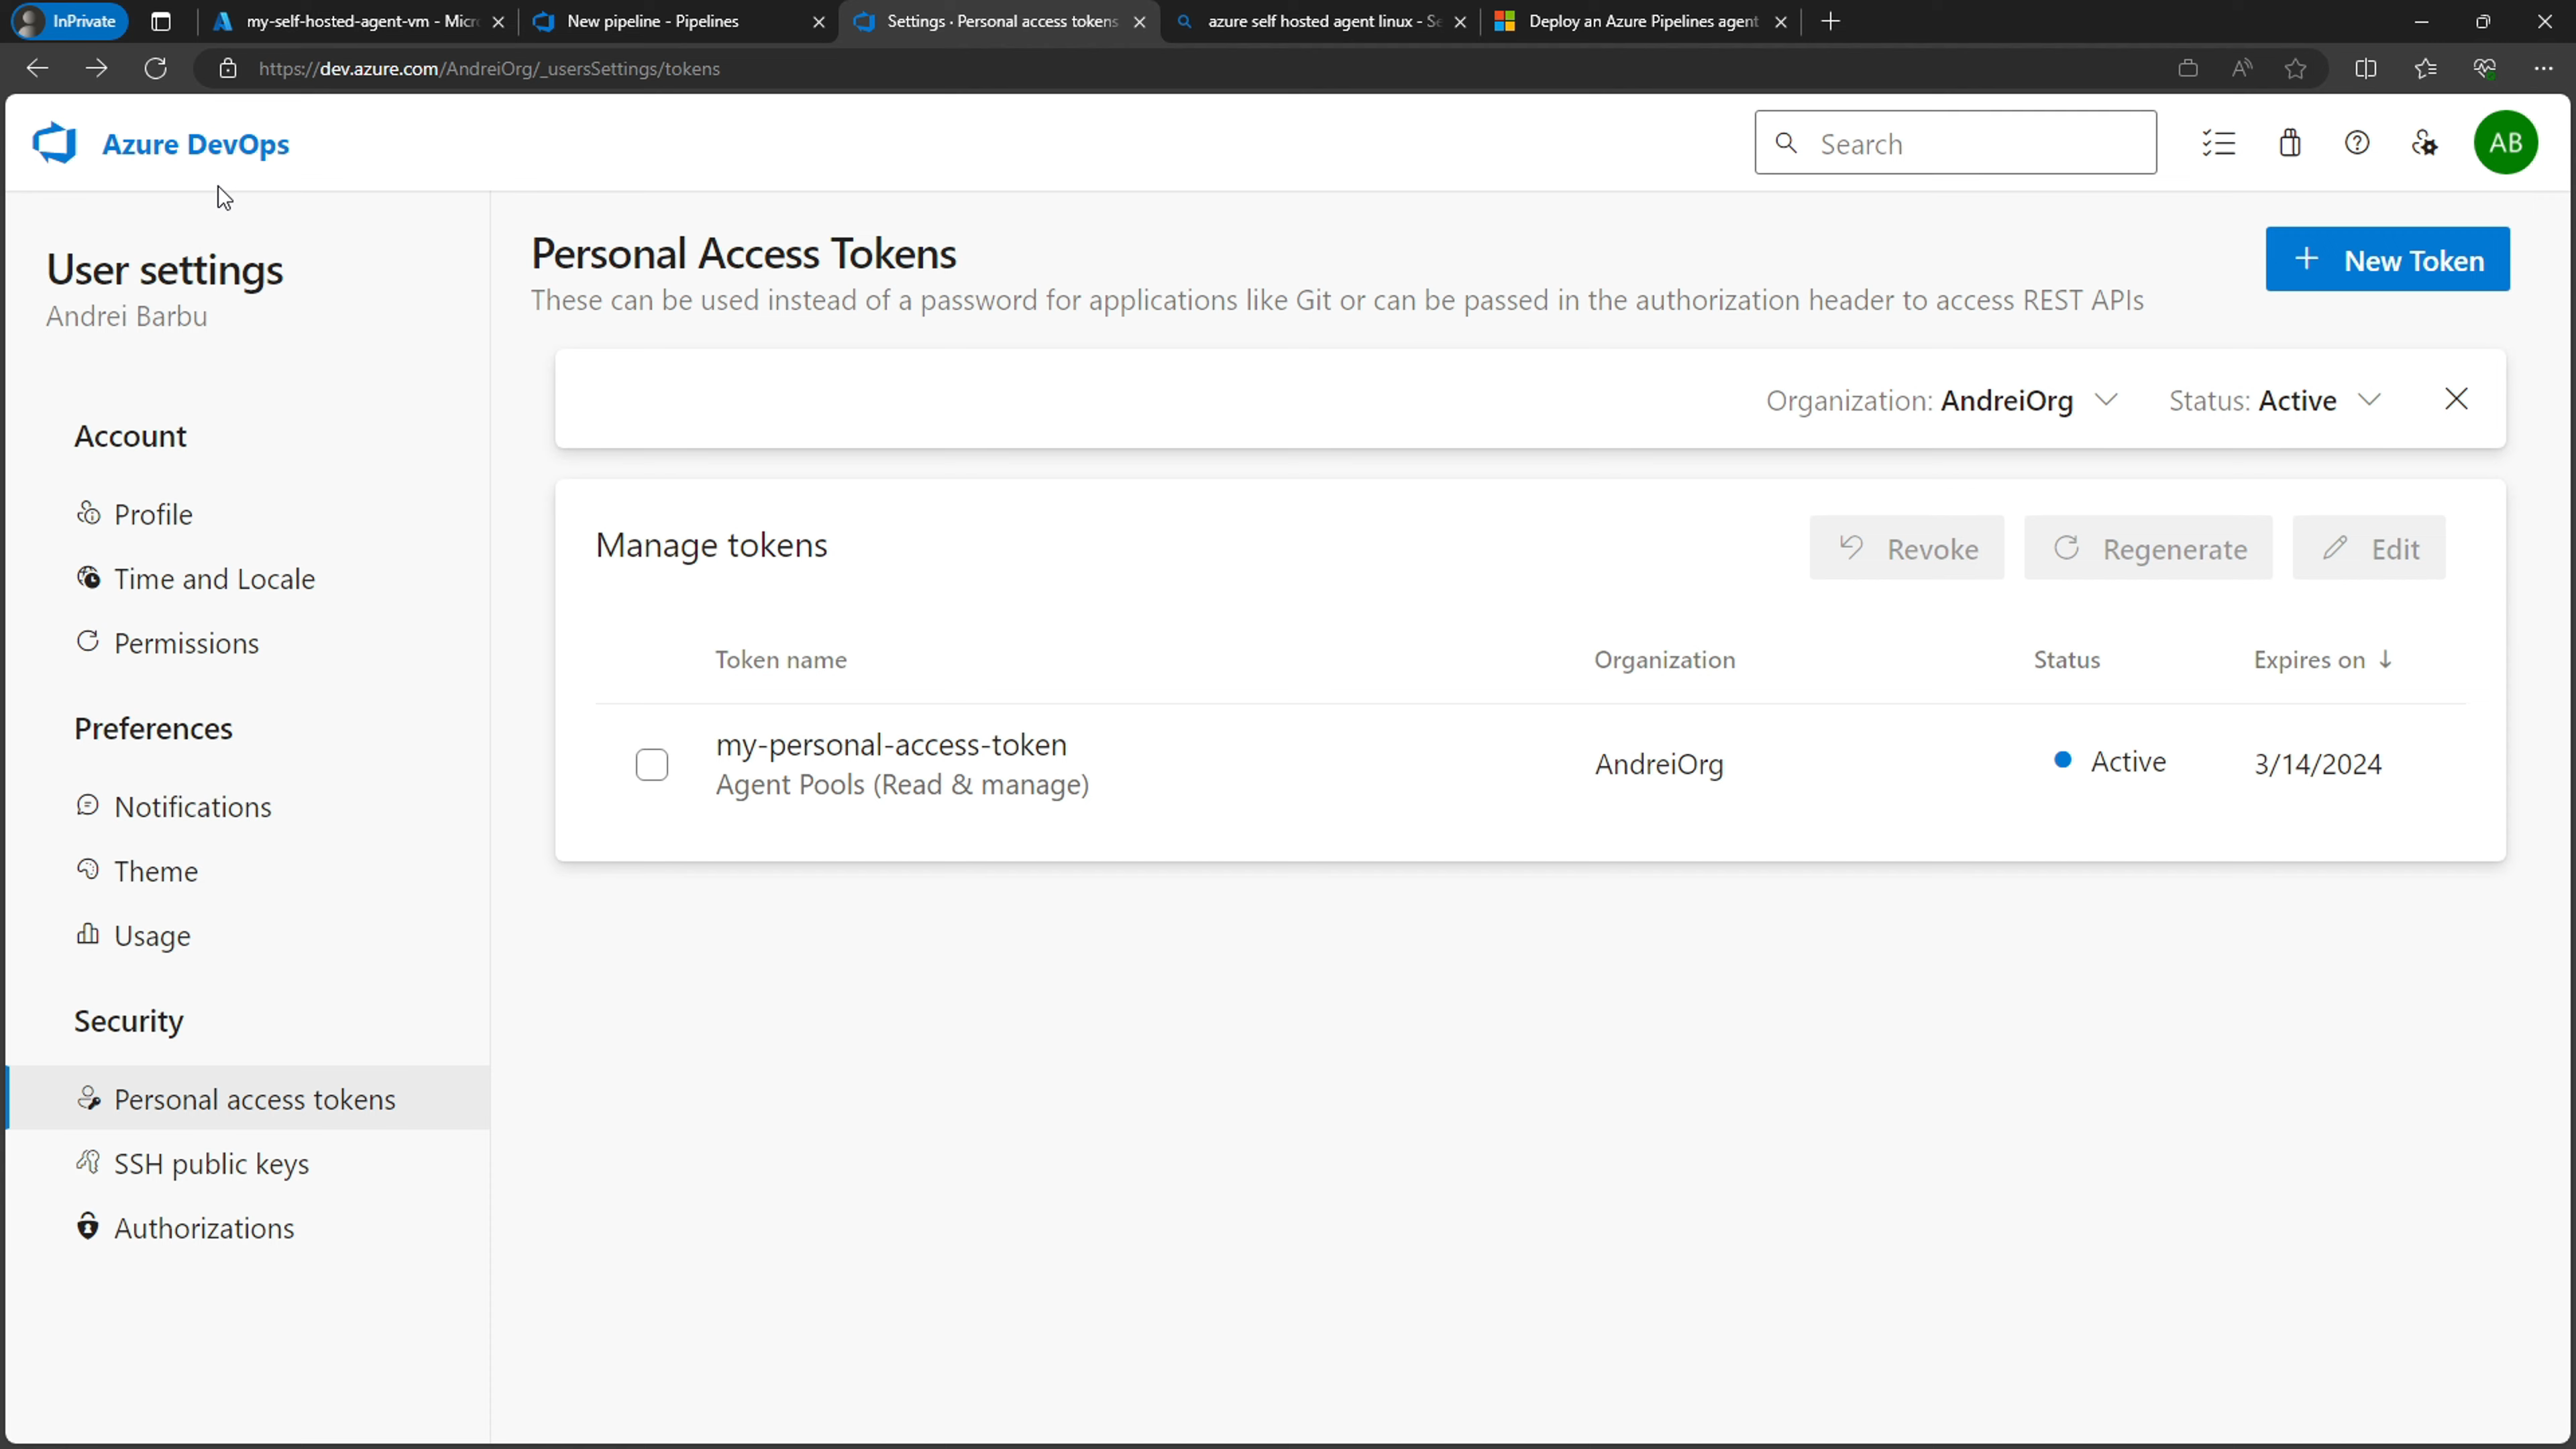 InPrivate
my-self-hosted-agent-vm - Micr
New pipeline - Pipelines
Settings · Personal access tokens
azure self hosted agent linux - Se
Deploy an Azure Pipelines agent
https://dev.azure.com/AndreiOrg/_usersSettings/tokens
Azure DevOps
Search
AB
User settings
Andrei Barbu
Account
Profile
Time and Locale
Permissions
Preferences
Notifications
Theme
Usage
Security
Personal access tokens
SSH public keys
Authorizations
Personal Access Tokens
These can be used instead of a password for applications like Git or can be passed in the authorization header to access REST APIs
New Token
Organization: AndreiOrg
Status: Active
Manage tokens
Revoke
Regenerate
Edit
Token name Organization Status Expires on
my-personal-access-token
Agent Pools (Read & manage)
AndreiOrg
Active
3/14/2024